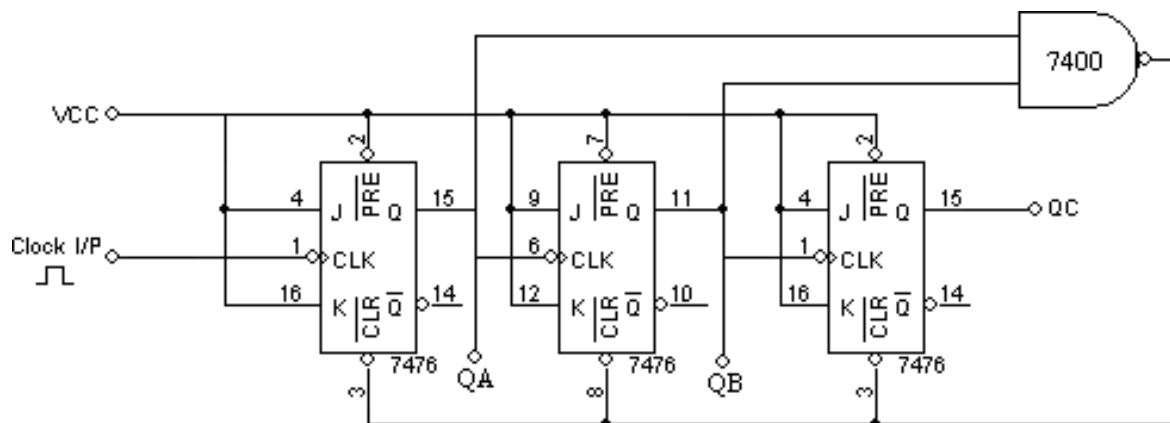 7400
VCC
2
7
2
4
J
PRE
Q
15
9
J
PRE
Q
11
4
J
PRE
Q
15
QC
Clock I/P
1
CLK
6
CLK
1
CLK
16
K
CLR
Q
14
12
K
CLR
Q
10
16
K
CLR
Q
14
7476
7476
7476
3
QA
8
QB
3